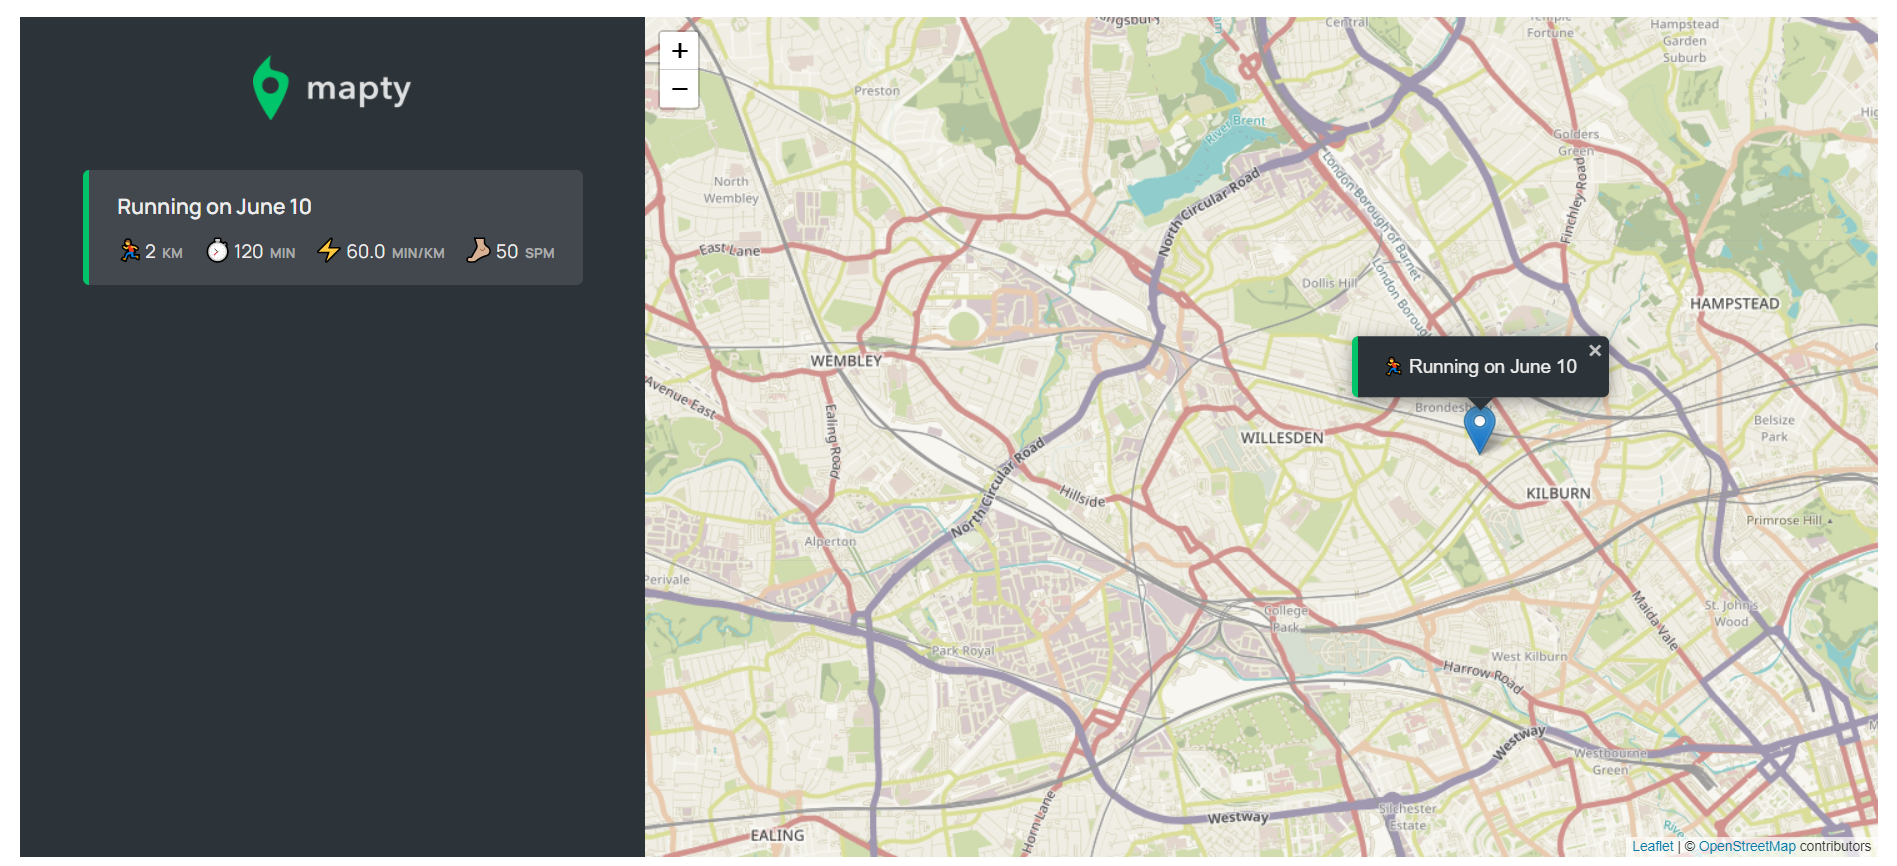 mapty
Running on June 10
2 KM 120 MIN 60.0 MIN/KM 50 SPM
+
−
Central
Fortune
Hampstead
Garden
Suburb
Preston
River Brent
Golders
Green
North
Wembley
North Circular Road
London Borough of Barnet
Finchley Road
East Lane
Dollis Hill
HAMPSTEAD
WEMBLEY
Running on June 10
×
Avenue East
Ealing Road
WILLESDEN
Belsize
Park
North Circular Road
Hillside
KILBURN
Primrose Hill
Alperton
Perivale
College
Park
Maida Vale
St. John's
Wood
Park Royal
West Kilburn
Harrow Road
Westway
Westbourne
Green
Horn Lane
Westway
Silchester
Estate
EALING
Leaflet | © OpenStreetMap contributors